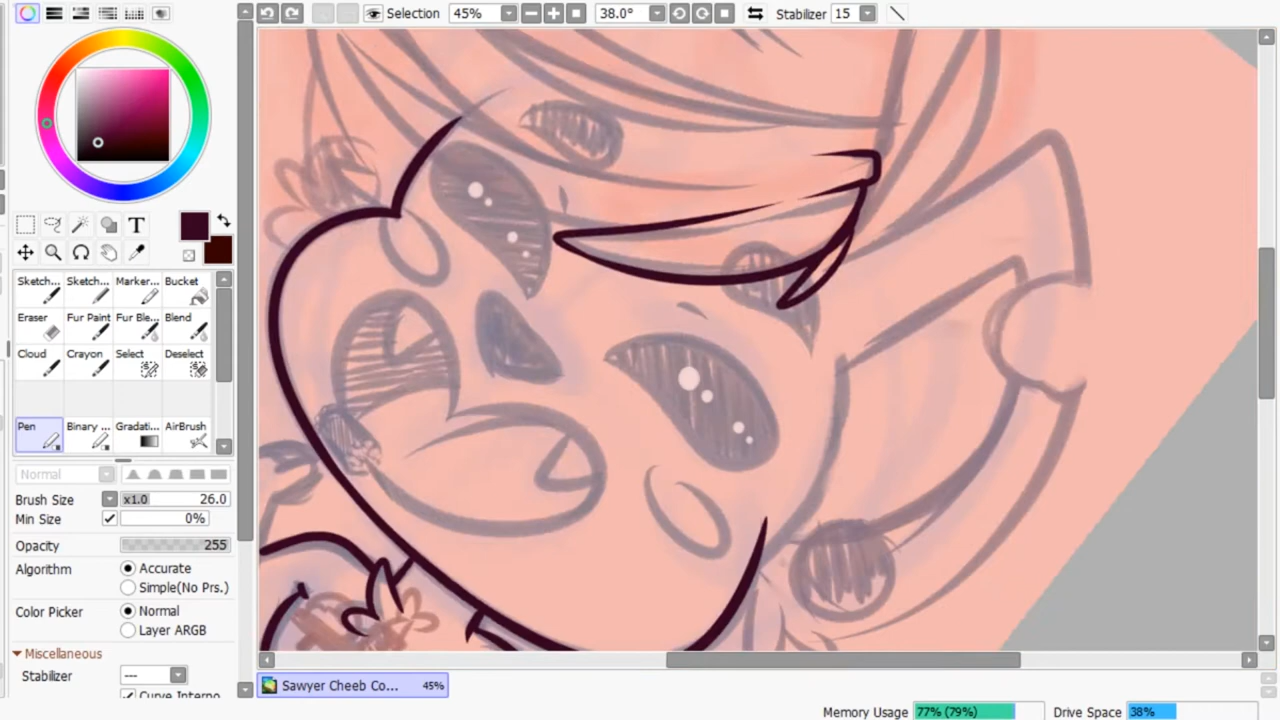 Selection 45% 38.0° Stabilizer 15
T
Sketch... Sketch... Marker... Bucket
Eraser Fur Paint Fur Ble... Blend
Cloud Crayon Select Deselect
Pen Binary ... Gradati... AirBrush
Normal
Brush Size x1.0 26.0
Min Size 0%
Opacity 255
Algorithm Accurate
Simple(No Prs.)
Color Picker Normal
Layer ARGB
Miscellaneous
Stabilizer ---
Curve Interpo
Sawyer Cheeb Co... 45%
Memory Usage 77% (79%) Drive Space 38%